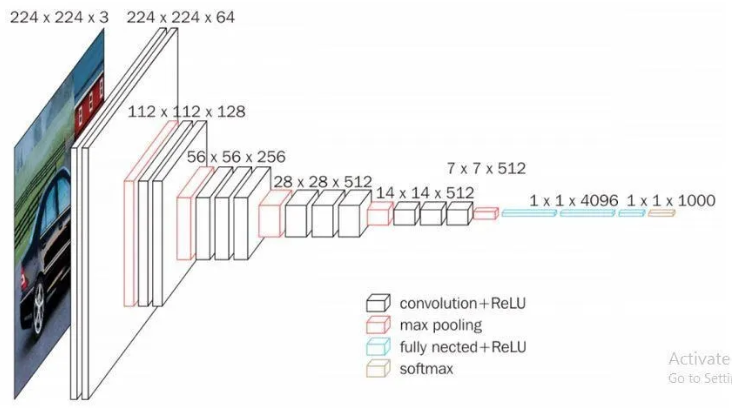 224 x 224 x 3
224 x 224 x 64
112 x 112 x 128
56 x 56 x 256
28 x 28 x 512
14 x 14 x 512
7 x 7 x 512
1 x 1 x 4096
1 x 1 x 1000
convolution+ReLU
max pooling
fully nected+ReLU
softmax
Activate
Go to Setti